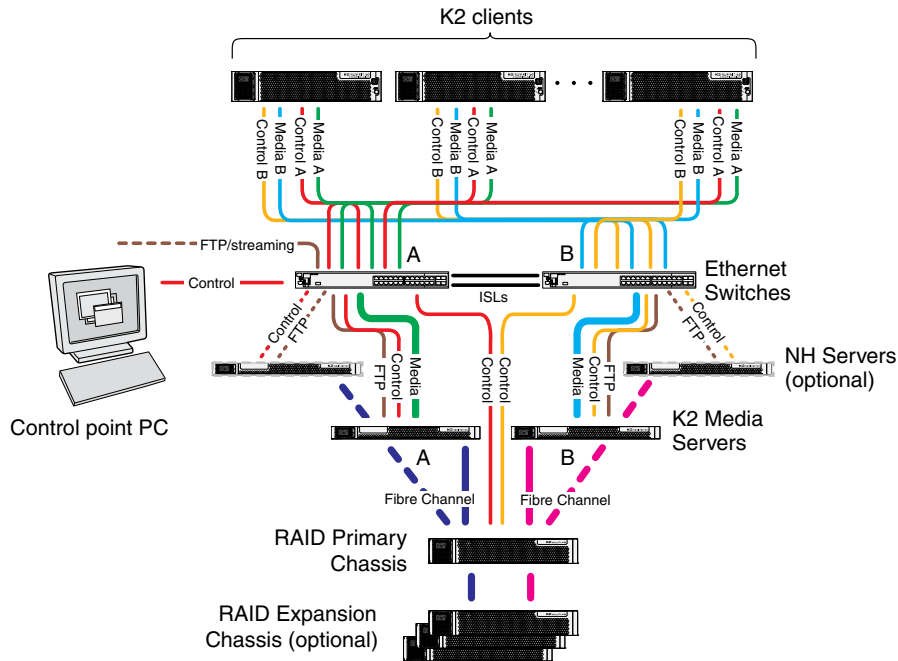 K2 clients
Control B
Media B
Control A
Media A
Control B
Media B
Control A
Media A
Control B
Media B
Control A
Media A
FTP/streaming
A
B
Control
ISLs
Ethernet
Switches
Control
FTP
FTP
Control
Media
Control
Control
Media
Control
FTP
FTP
Control
NH Servers
(optional)
Control point PC
K2 Media
Servers
A
B
Fibre Channel
Fibre Channel
RAID Primary
Chassis
RAID Expansion
Chassis (optional)